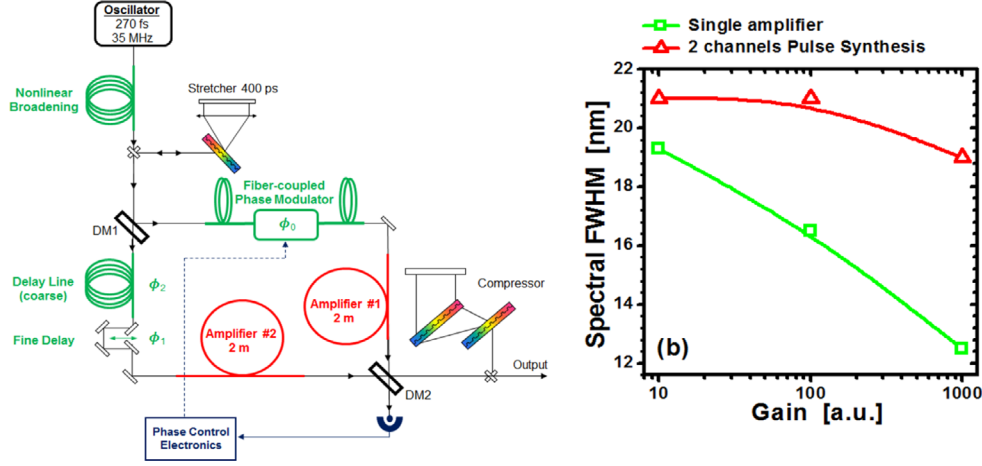 Oscillator
270 fs
35 MHz
Nonlinear
Broadening
Stretcher 400 ps
Fiber-coupled
Phase Modulator
ϕ0
DM1
Delay Line
(coarse)
ϕ2
Fine Delay
ϕ1
Amplifier #1
2 m
Amplifier #2
2 m
Compressor
Output
DM2
Phase Control
Electronics
Single amplifier
2 channels Pulse Synthesis
Spectral FWHM [nm]
22
20
18
16
14
12
(b)
10
100
1000
Gain [a.u.]